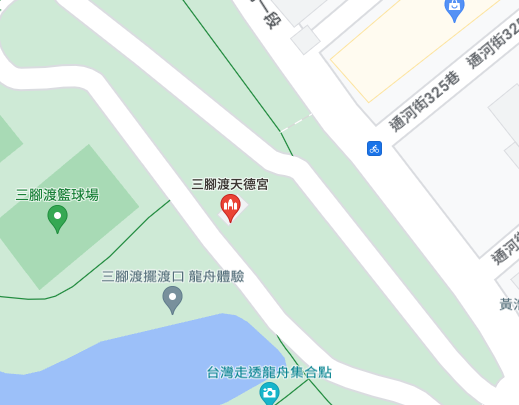 一段
通河街325巷
通河街325
三腳渡天德宮
三腳渡籃球場
通河街
三腳渡擺渡口 龍舟體驗
台灣走透龍舟集合點